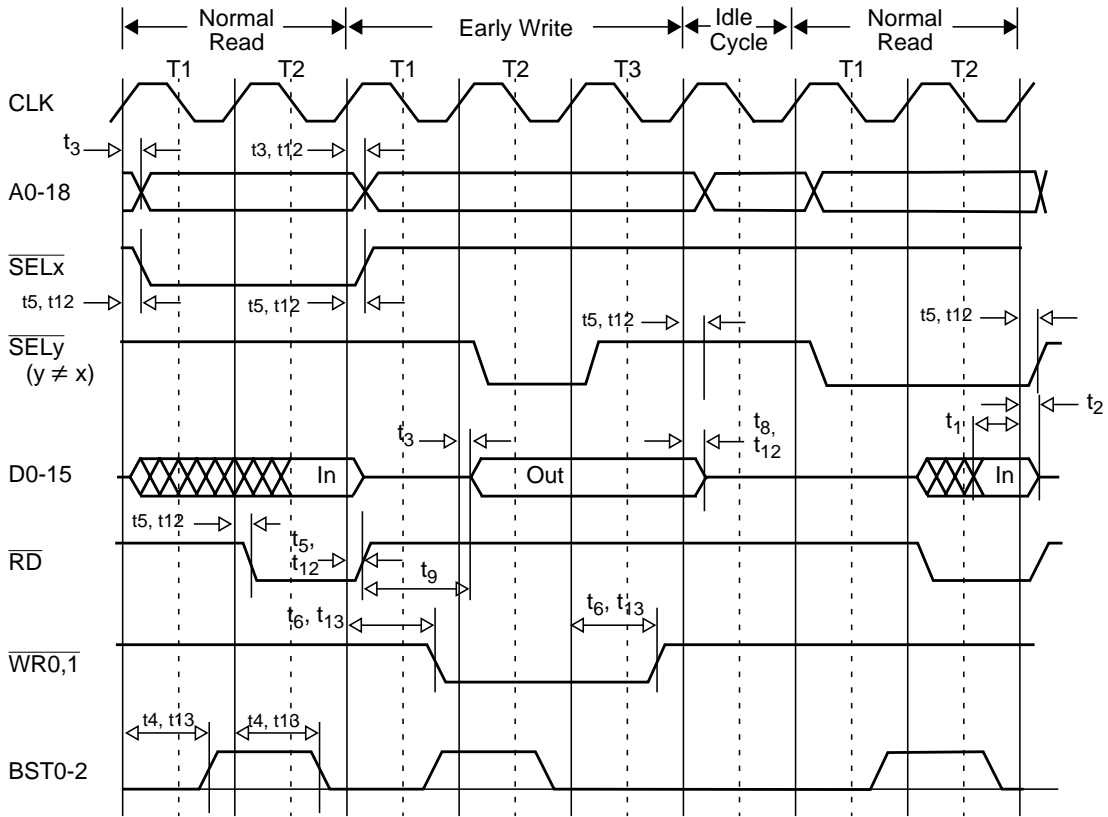 Normal
Read
Early Write
Idle
Cycle
Normal
Read
T1 T2 T1 T2 T3 T1 T2
CLK
t3 t3, t12
A0-18
SELx
t5, t12 t5, t12 t5, t12 t5, t12
SELy
(y ≠ x)
t3 t8,
t12 t1 t2
D0-15 In Out In
t5, t12 t5,
t12
RD t9
t6, t13 t6, t13
WR0,1
t4, t13 t4, t13
BST0-2